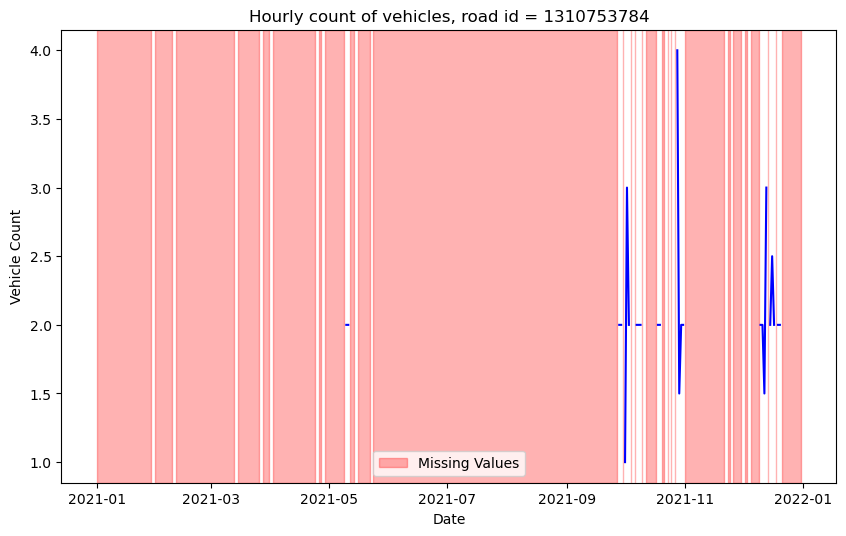 Hourly count of vehicles, road id = 1310753784
4.0
3.5
3.0
2.5
2.0
1.5
1.0
Vehicle Count
Missing Values
2021-01 2021-03 2021-05 2021-07 2021-09 2021-11 2022-01
Date